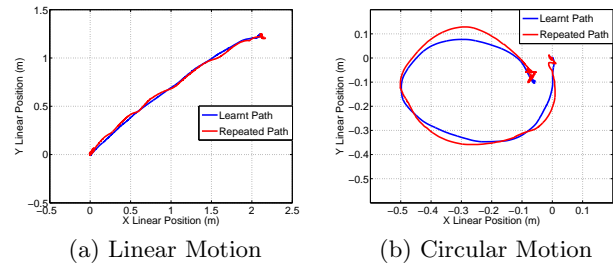 1.5
1
0.5
0
−0.5
Y Linear Position (m)
−0.5 0 0.5 1 1.5 2 2.5
X Linear Position (m)
Learnt Path
Repeated Path
(a) Linear Motion
0.1
0
−0.1
−0.2
−0.3
−0.4
−0.5
Y Linear Position (m)
−0.5 −0.4 −0.3 −0.2 −0.1 0 0.1
X Linear Position (m)
Learnt Path
Repeated Path
(b) Circular Motion